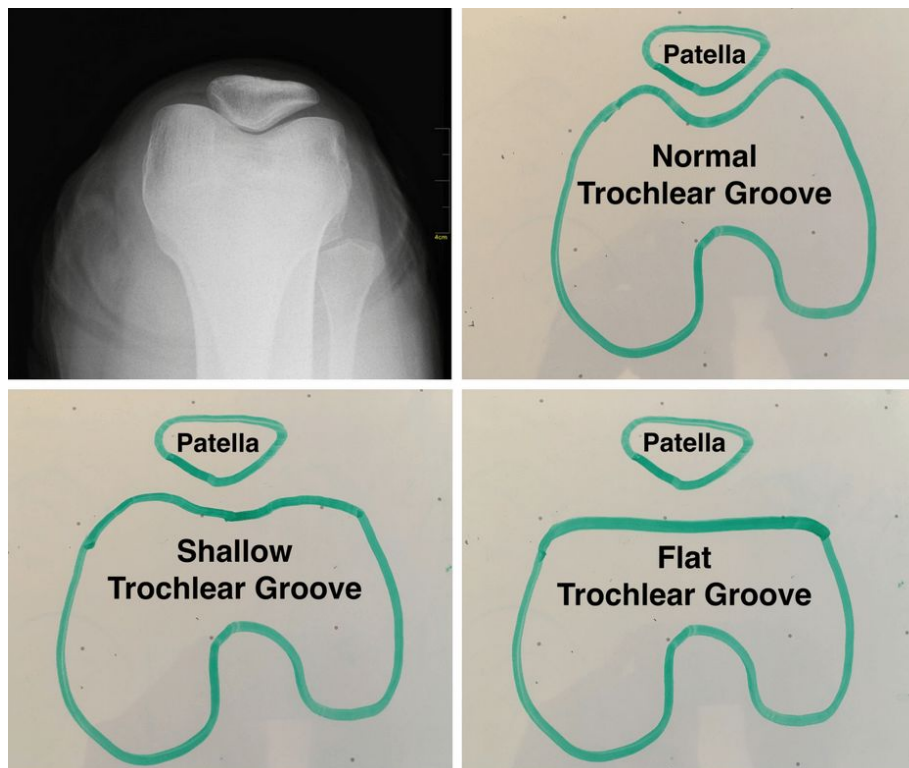 4cm
Patella
Normal
Trochlear Groove
Patella
Shallow
Trochlear Groove
Patella
Flat
Trochlear Groove